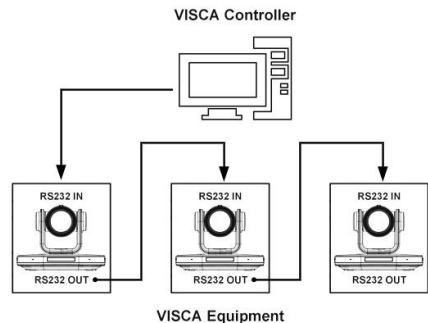 VISCA Controller
RS232 IN
RS232 IN
RS232 IN
RS232 OUT
RS232 OUT
RS232 OUT
VISCA Equipment